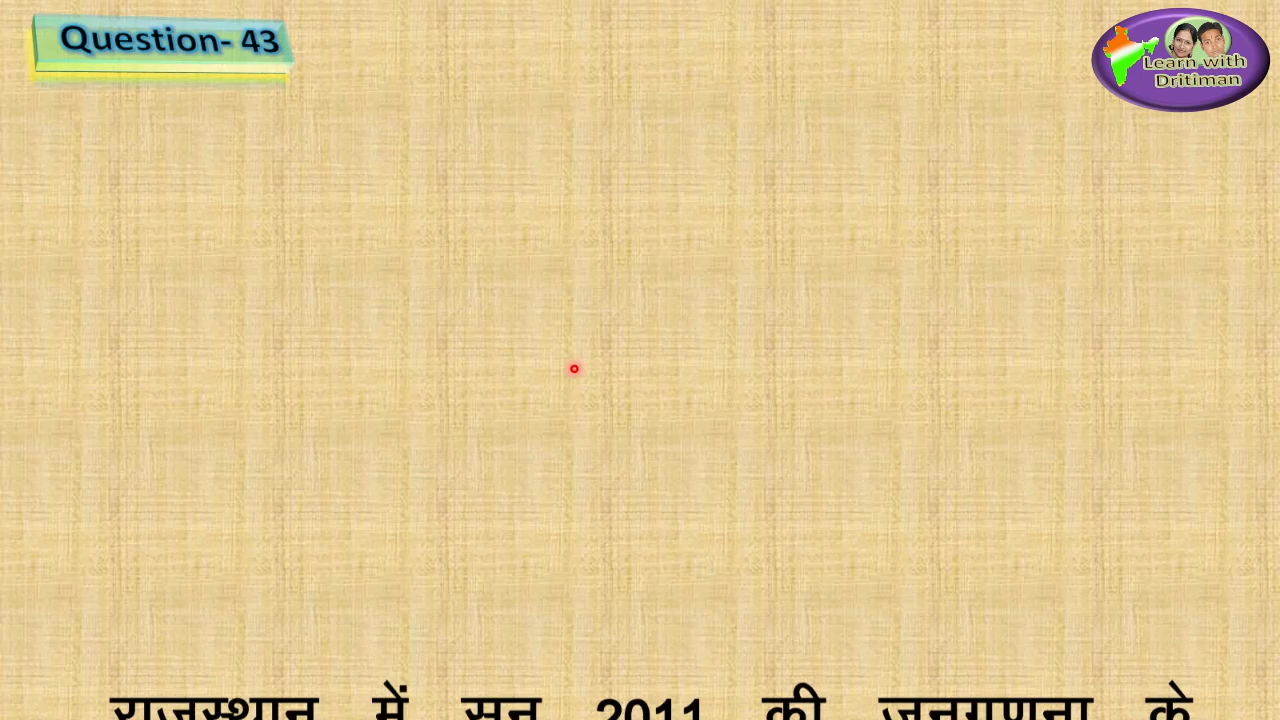 Question- 43
Learn with
Dritiman
राजस्थान में सन 2011 की जनगणना के